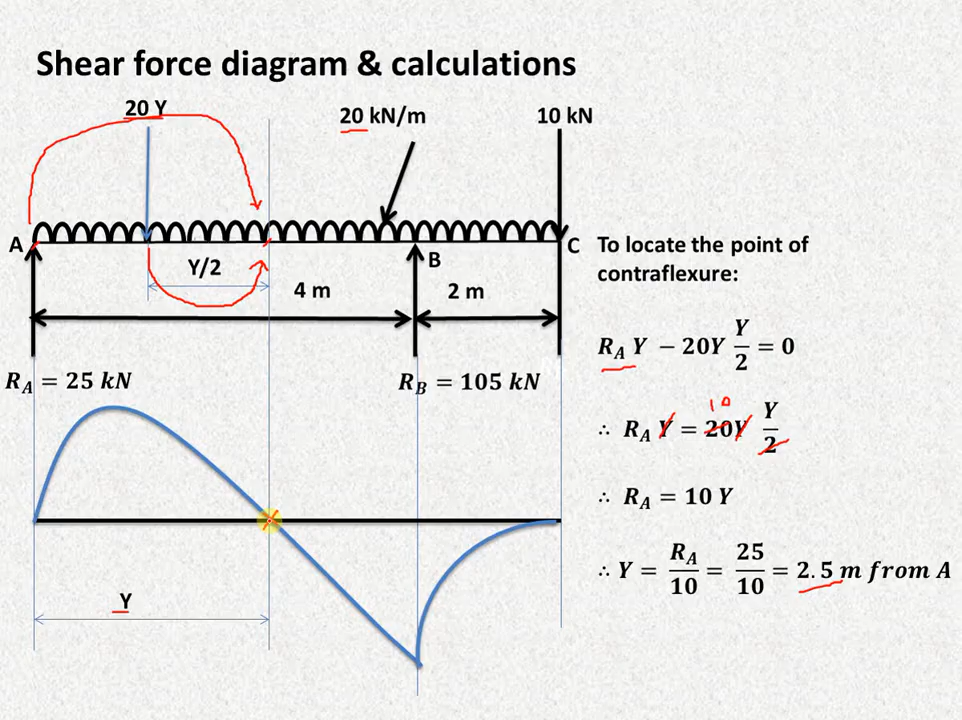 Shear force diagram & calculations
20 Y
20 kN/m
10 kN
A
B
C
Y/2
4 m
2 m
R_A = 25 kN
R_B = 105 kN
Y
To locate the point of
contraflexure:
R_A Y − 20Y Y/2 = 0
10
∴ R_A Y = 20Y Y/2
∴ R_A = 10 Y
∴ Y = R_A/10 = 25/10 = 2.5 m from A